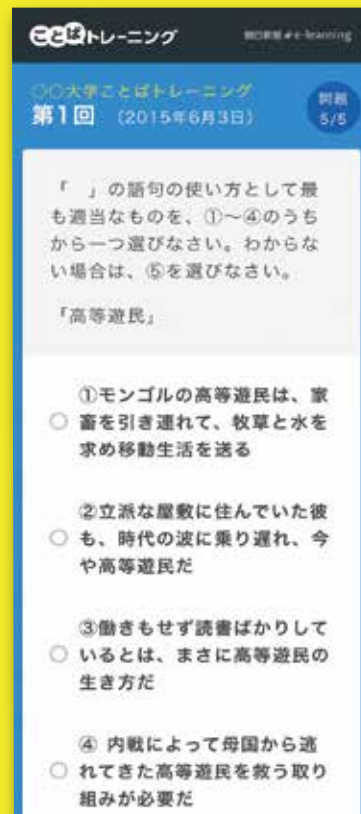 ことばトレーニング
朝日新聞 e-learning
○○大学ことばトレーニング
第1回 (2015年6月3日)
問題
5/5
「 」の語句の使い方として最
も適当なものを、①〜④のうち
から一つ選びなさい。わからな
い場合は、⑤を選びなさい。
「高等遊民」
①モンゴルの高等遊民は、家
畜を引き連れて、牧草と水を
求め移動生活を送る
②立派な屋敷に住んでいた彼
も、時代の波に乗り遅れ、今
や高等遊民だ
③働きもせず読書ばかりして
いるとは、まさに高等遊民の
生き方だ
④ 内戦によって母国から逃
れてきた高等遊民を救う取り
組みが必要だ